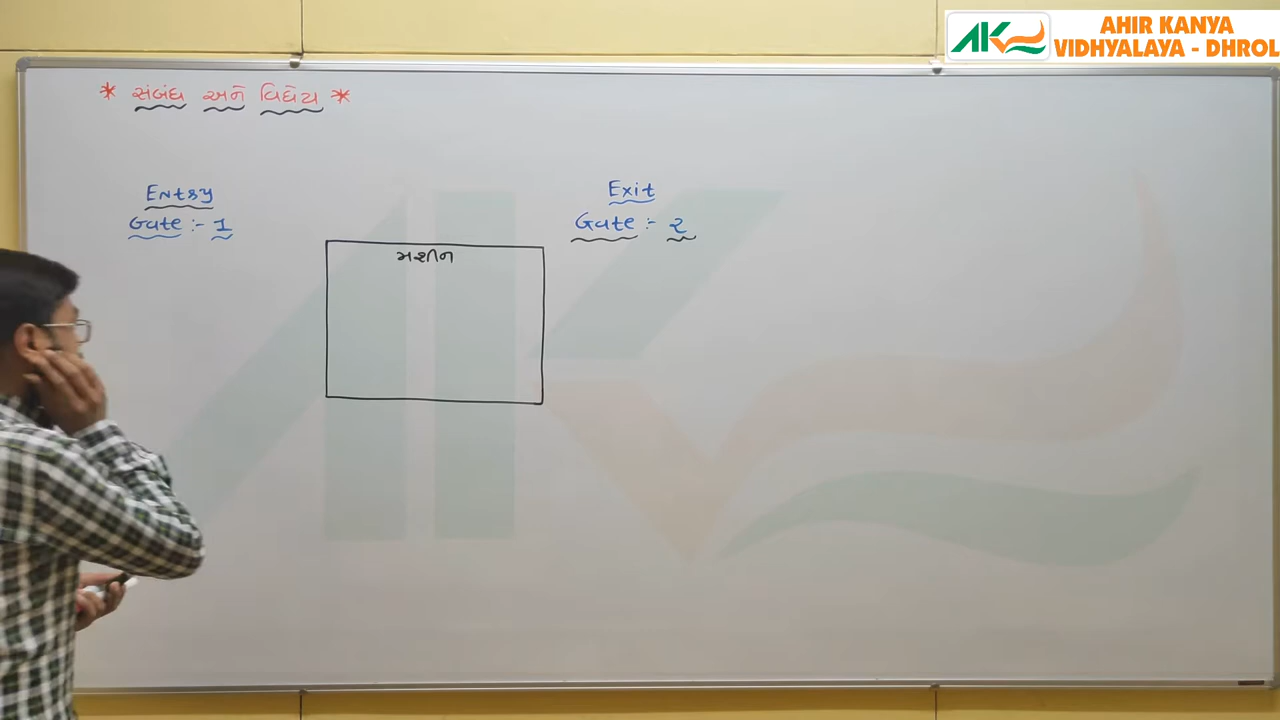 AHIR KANYA
VIDHYALAYA - DHROL
* સંબંધ અને વિધેય *
Entry
Gate :- 1
Exit
Gate :- 2
મશીન